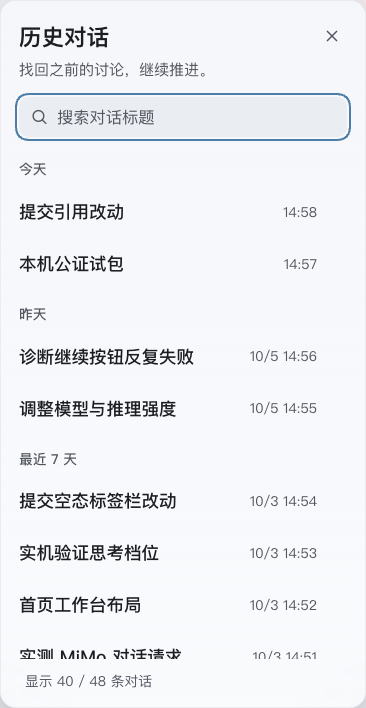 历史对话
找回之前的讨论，继续推进。
搜索对话标题
今天
提交引用改动 14:58
本机公证试包 14:57
昨天
诊断继续按钮反复失败 10/5 14:56
调整模型与推理强度 10/5 14:55
最近 7 天
提交空态标签栏改动 10/3 14:54
实机验证思考档位 10/3 14:53
首页工作台布局 10/3 14:52
实测 MiMo 对话请求 10/3 14:51
显示 40 / 48 条对话